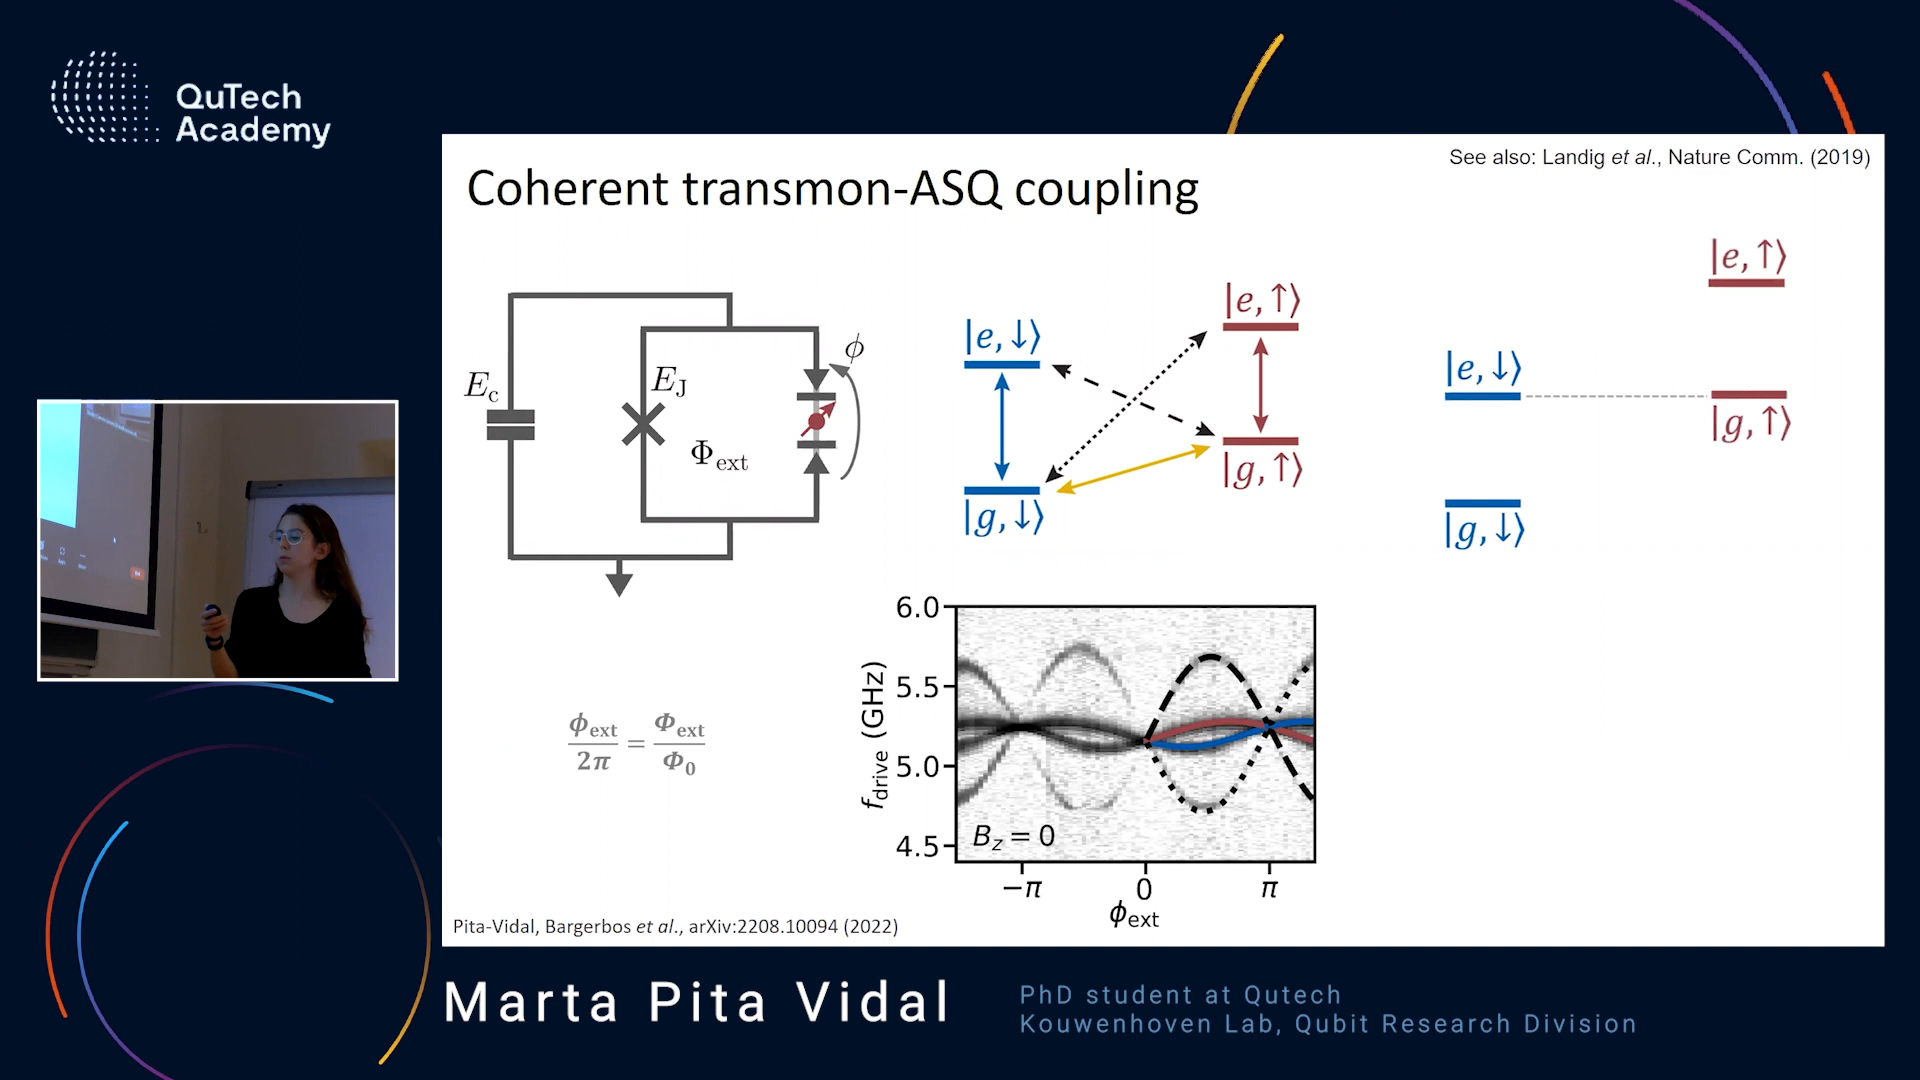 QuTech
Academy
See also: Landig et al., Nature Comm. (2019)
Coherent transmon-ASQ coupling
E_c
E_J
Φ_ext
ϕ
|e,↓⟩
|e,↑⟩
|g,↓⟩
|g,↑⟩
|e,↑⟩
|e,↓⟩
|g,↑⟩
|g,↓⟩
ϕ_ext/2π = Φ_ext/Φ_0
6.0
5.5
5.0
4.5
f_drive (GHz)
B_z = 0
−π
0
π
ϕ_ext
Pita-Vidal, Bargerbos et al., arXiv:2208.10094 (2022)
Marta Pita Vidal
PhD student at Qutech
Kouwenhoven Lab, Qubit Research Division